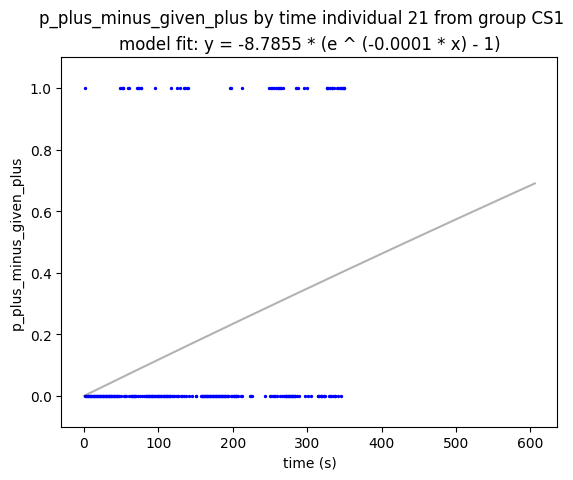 p_plus_minus_given_plus by time individual 21 from group CS1
model fit: y = -8.7855 * (e ^ (-0.0001 * x) - 1)
1.0
0.8
0.6
0.4
0.2
0.0
p_plus_minus_given_plus
0 100 200 300 400 500 600
time (s)